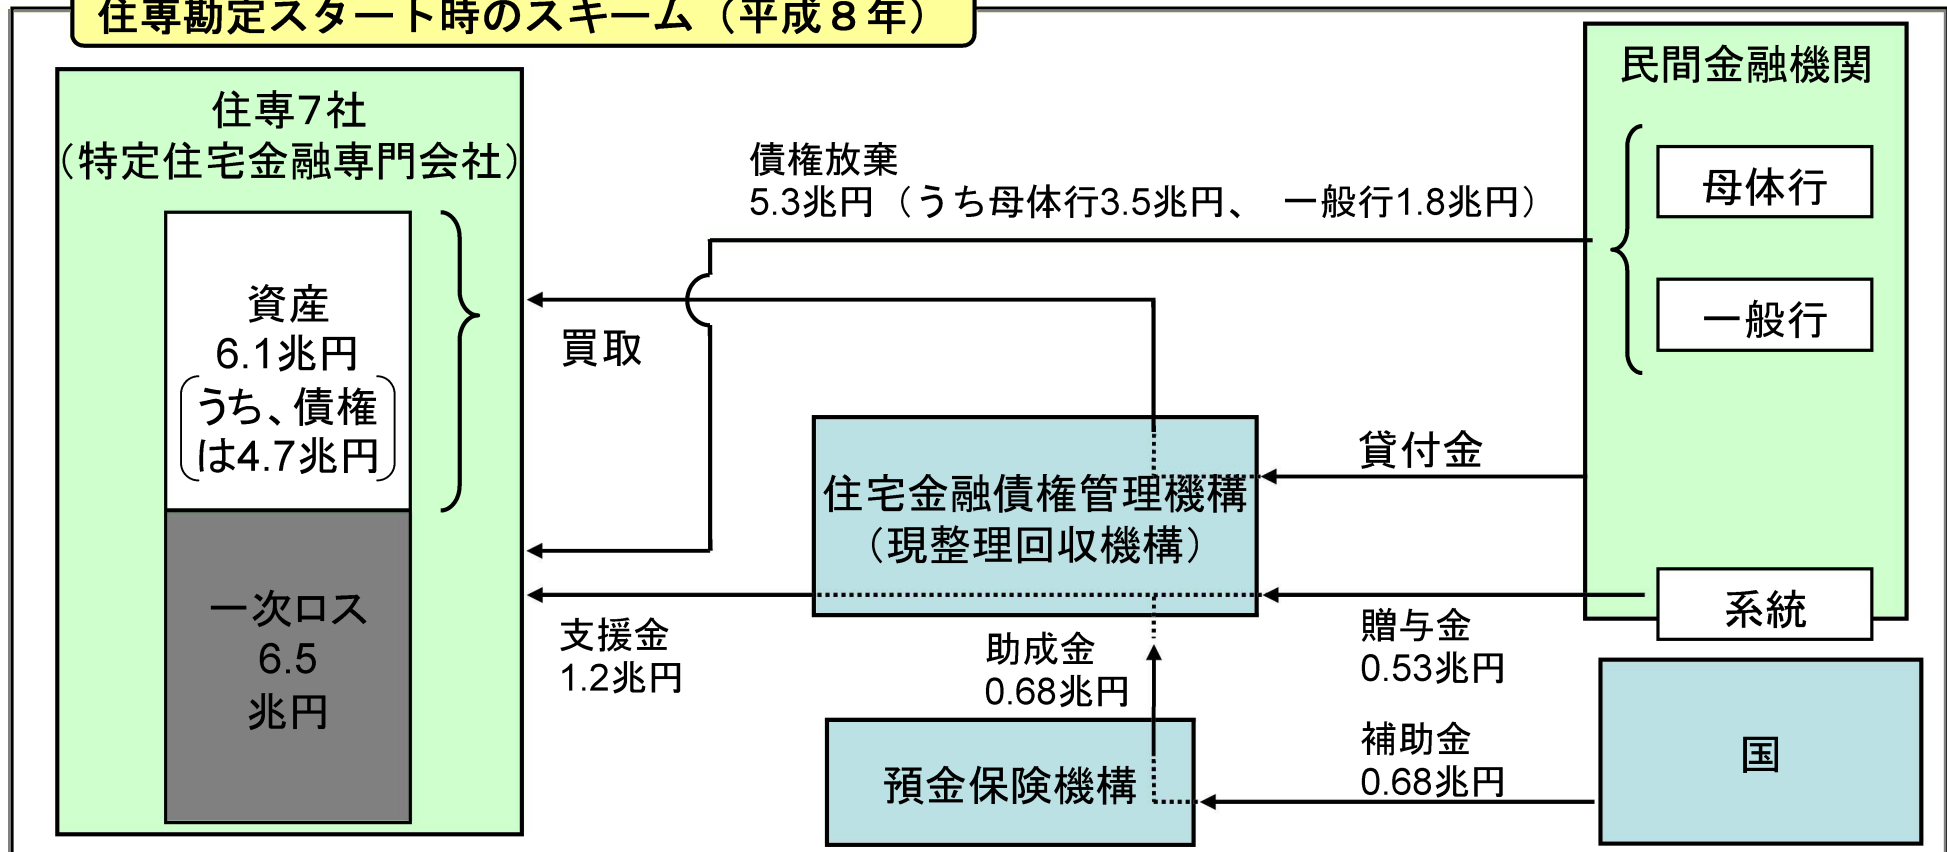 住専勘定スタート時のスキーム（平成８年）
住専７社
（特定住宅金融専門会社）
資産
6.1兆円
うち、債権
は4.7兆円
一次ロス
6.5
兆円
債権放棄
5.3兆円（うち母体行3.5兆円、　一般行1.8兆円）
買取
住宅金融債権管理機構
（現整理回収機構）
支援金
1.2兆円
助成金
0.68兆円
預金保険機構
貸付金
贈与金
0.53兆円
補助金
0.68兆円
民間金融機関
母体行
一般行
系統
国